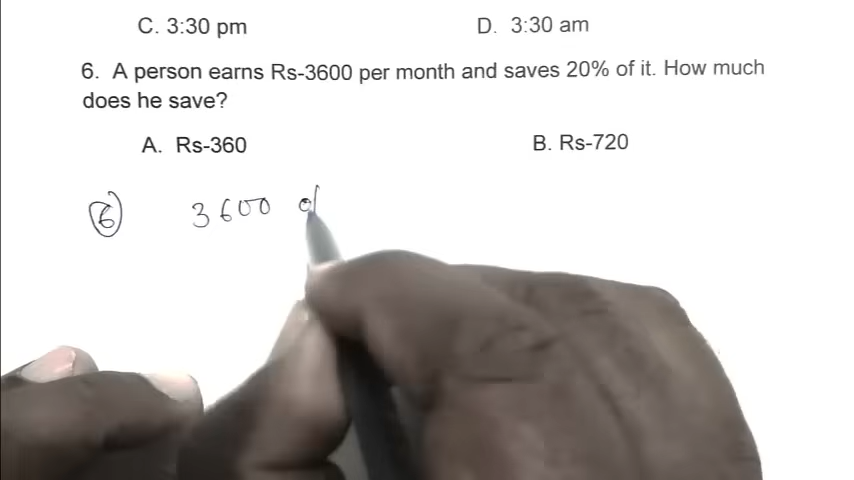 C. 3:30 pm D. 3:30 am
6. A person earns Rs-3600 per month and saves 20% of it. How much
does he save?
A. Rs-360 B. Rs-720
6 3600 of